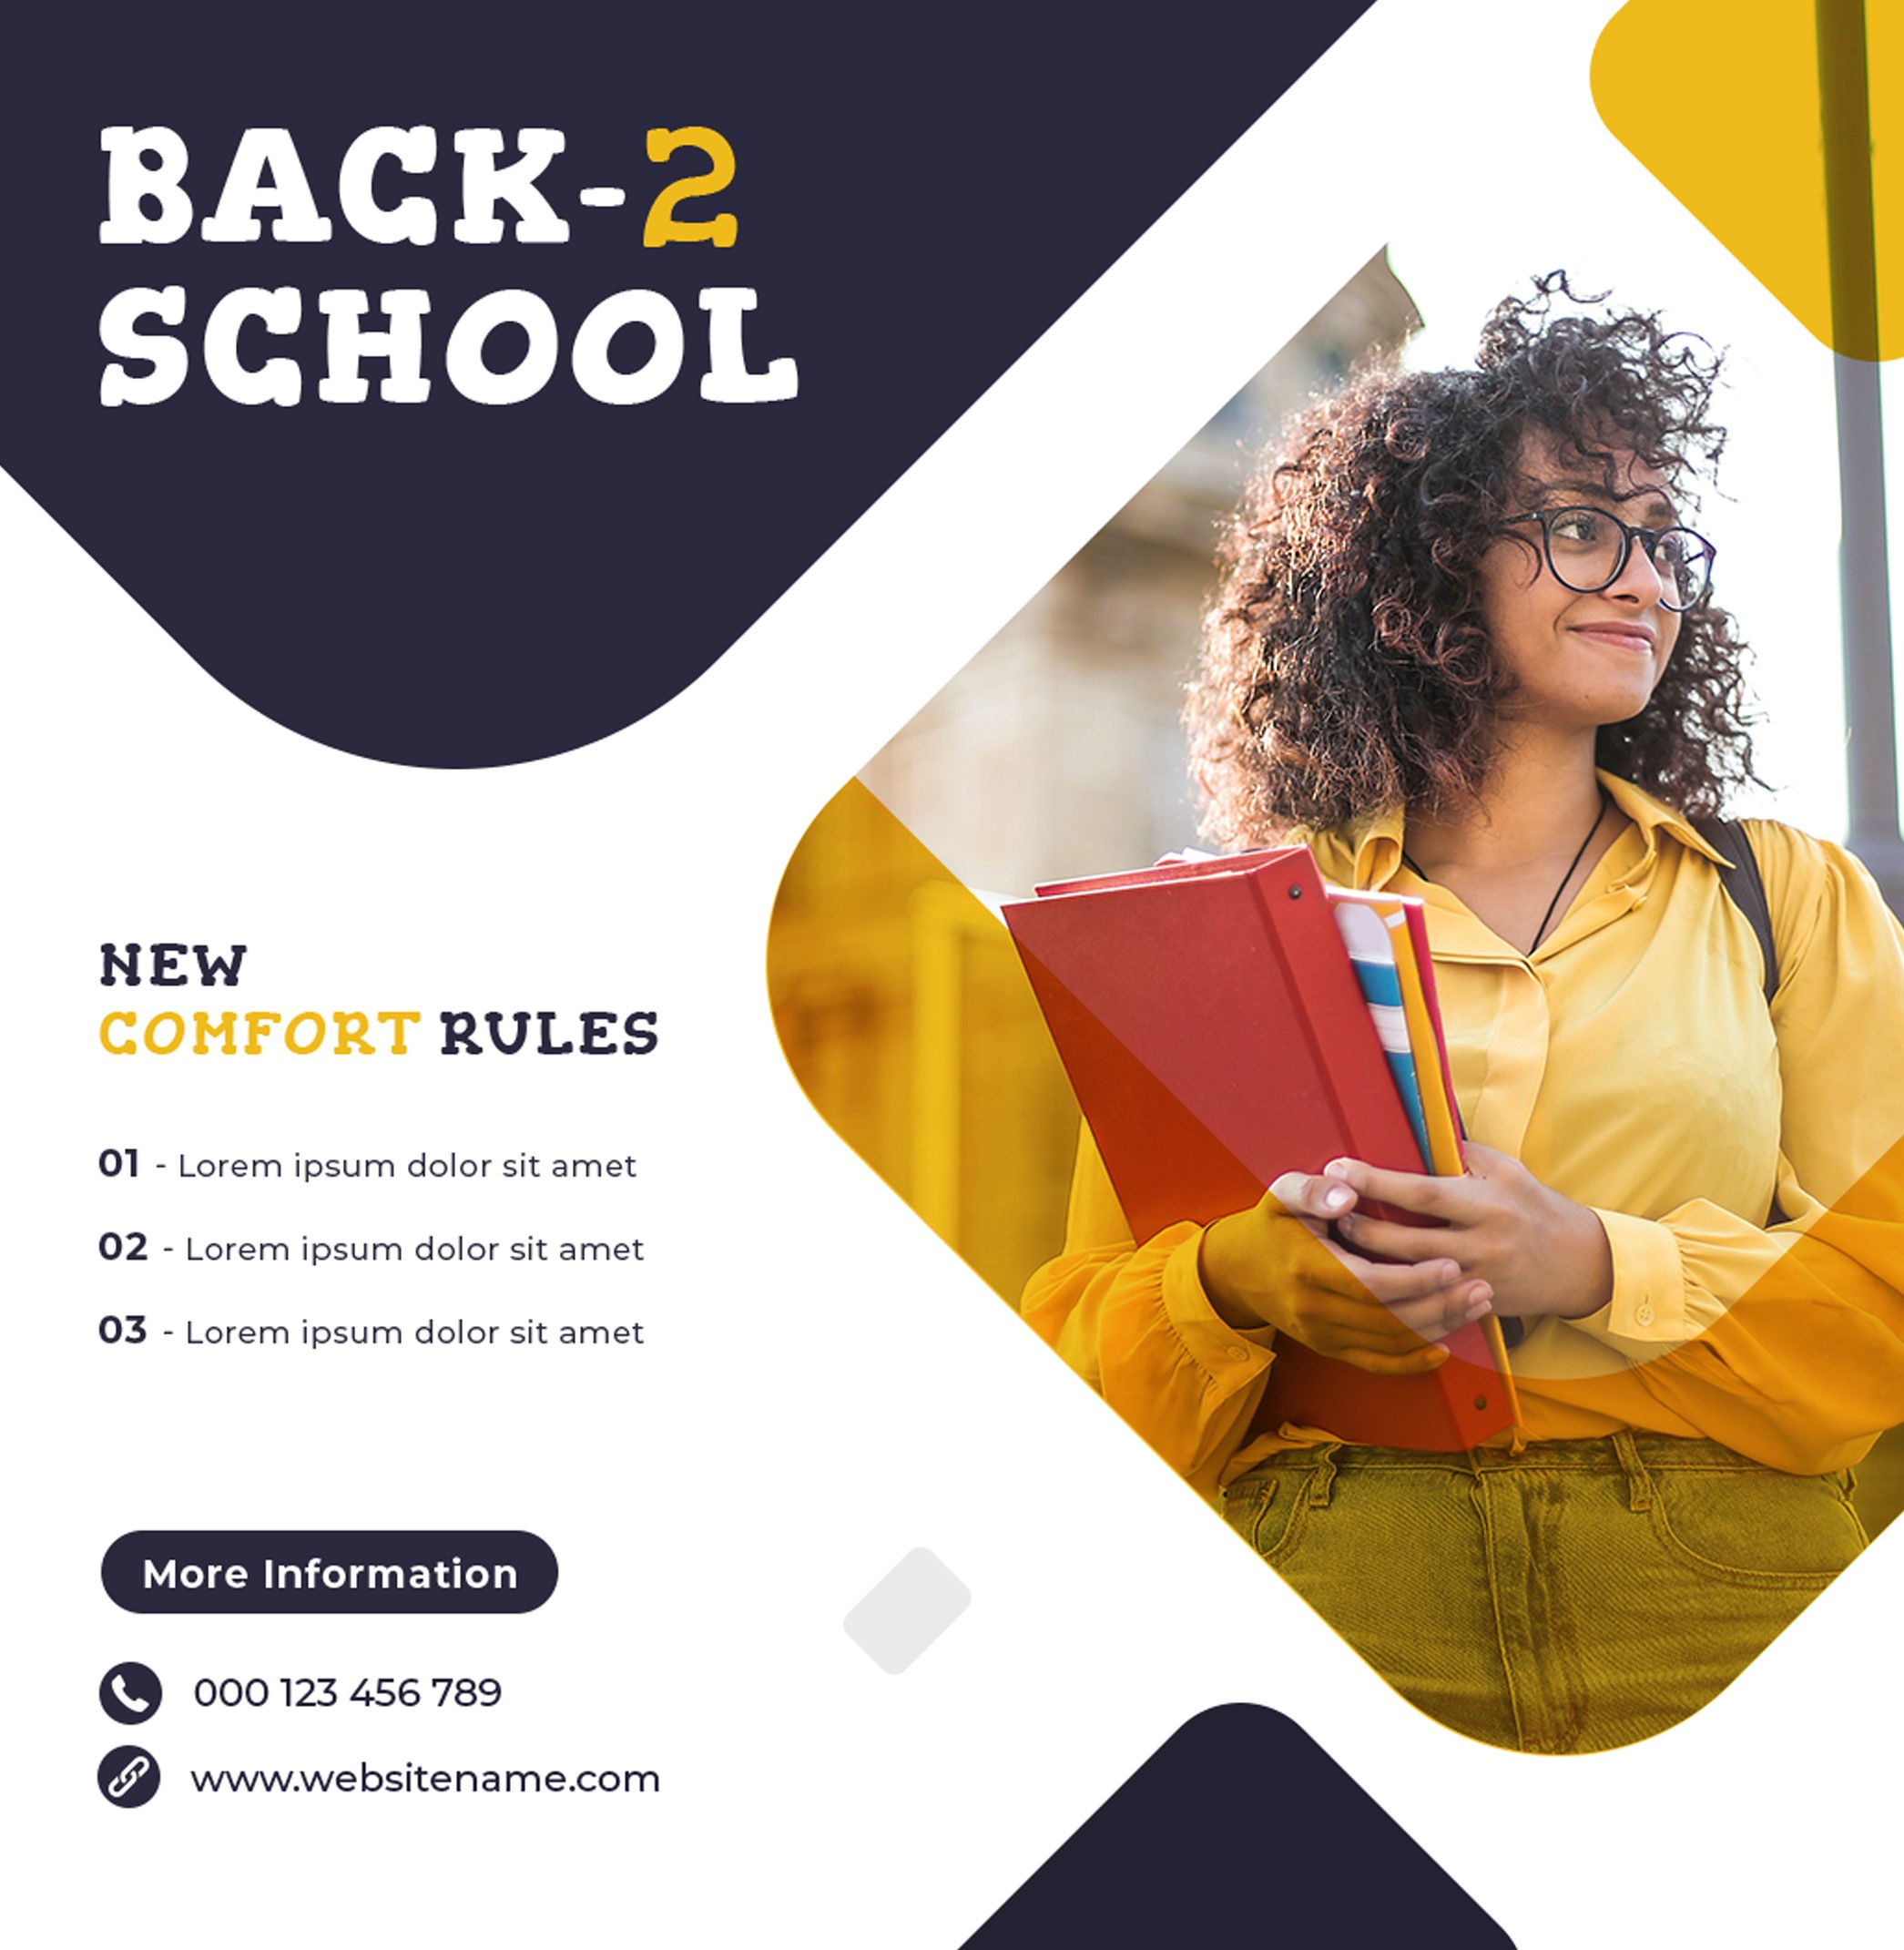 BACK-2
SCHOOL
NEW
COMFORT RULES
01 - Lorem ipsum dolor sit amet
02 - Lorem ipsum dolor sit amet
03 - Lorem ipsum dolor sit amet
More Information
000 123 456 789
www.websitename.com